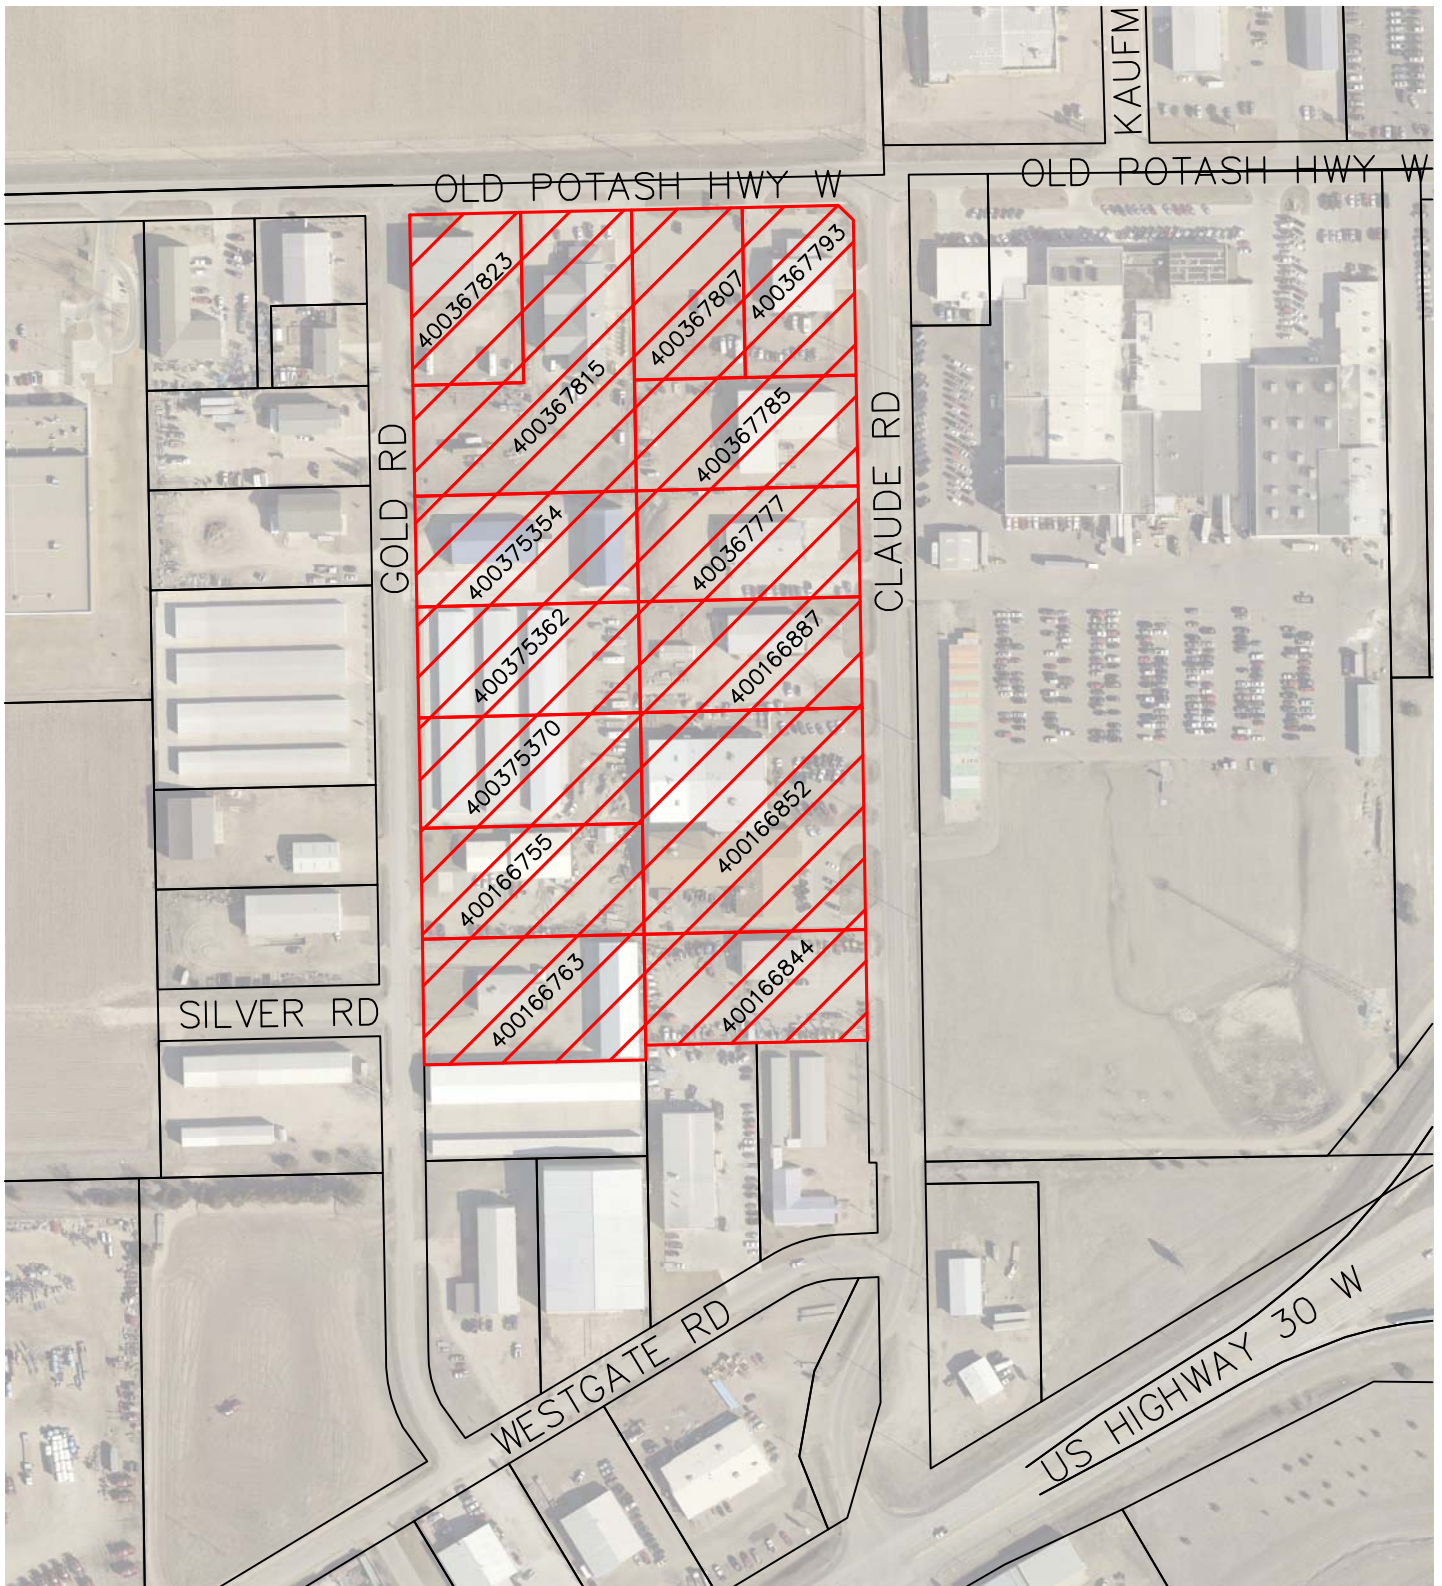 KAUFM
OLD POTASH HWY W
OLD POTASH HWY W
400367823
400367807
400367793
400367815
400367785
GOLD RD
CLAUDE RD
400375354
400367777
400375362
400166887
400375370
400166852
400166755
400166763
400166844
SILVER RD
WESTGATE RD
US HIGHWAY 30 W